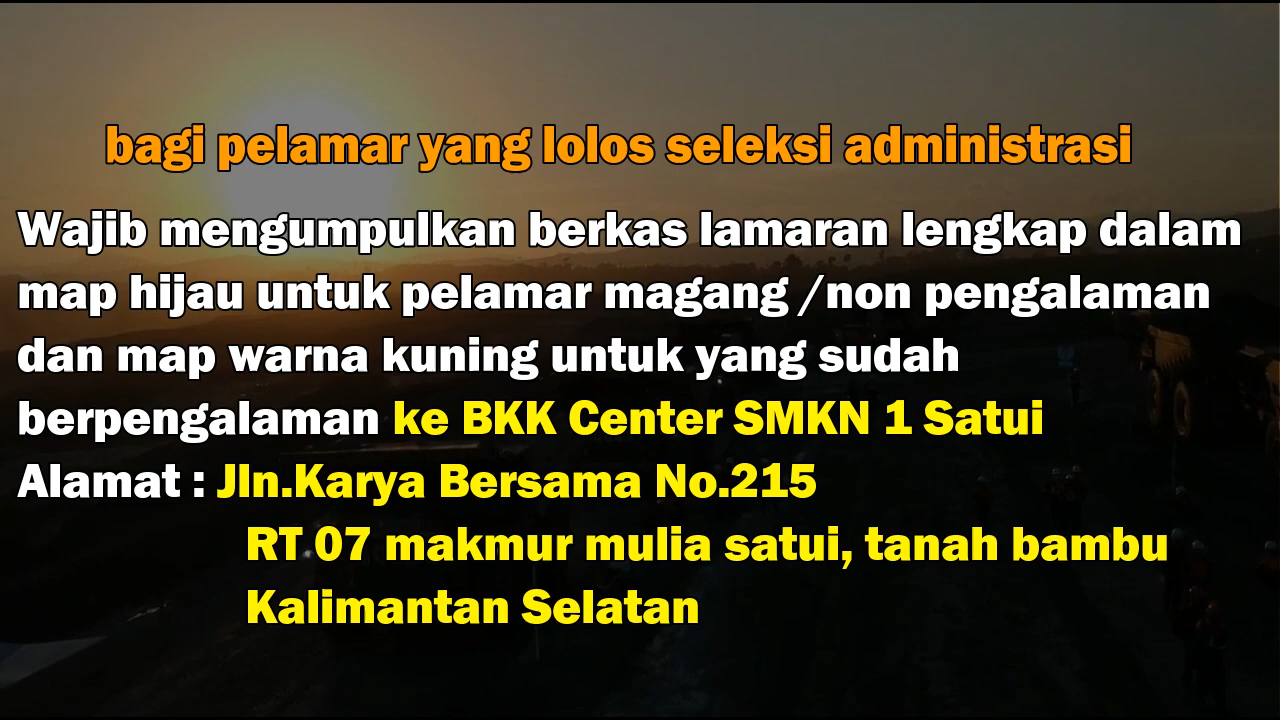 bagi pelamar yang lolos seleksi administrasi
Wajib mengumpulkan berkas lamaran lengkap dalam
map hijau untuk pelamar magang /non pengalaman
dan map warna kuning untuk yang sudah
berpengalaman ke BKK Center SMKN 1 Satui
Alamat : Jln.Karya Bersama No.215
RT 07 makmur mulia satui, tanah bambu
Kalimantan Selatan